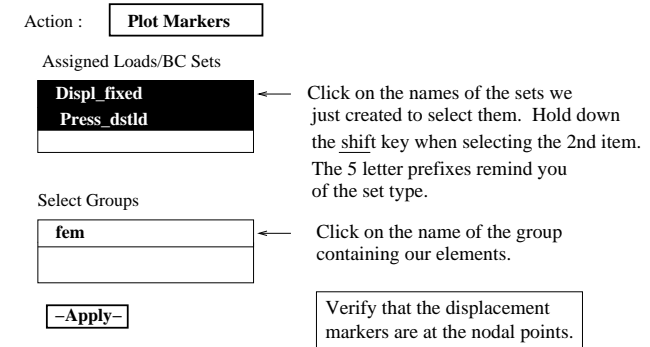 Action : Plot Markers
Assigned Loads/BC Sets
Displ_fixed
Press_dstld
Click on the names of the sets we
just created to select them. Hold down
the shift key when selecting the 2nd item.
The 5 letter prefixes remind you
of the set type.
Select Groups
fem
Click on the name of the group
containing our elements.
–Apply–
Verify that the displacement
markers are at the nodal points.